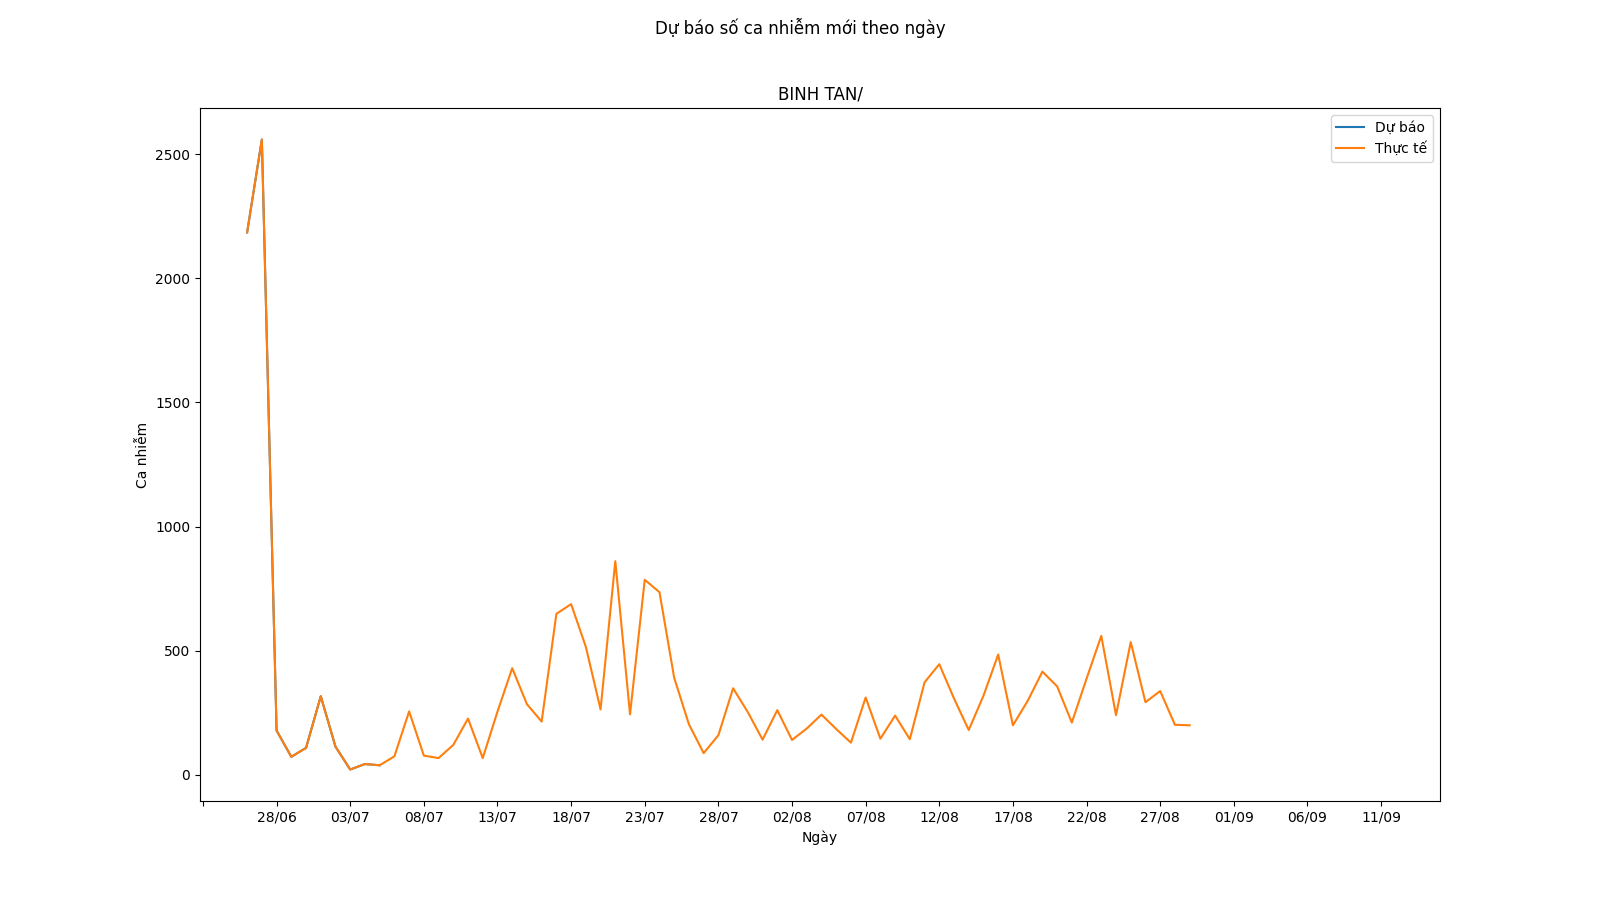 Dự báo số ca nhiễm mới theo ngày
BINH TAN/
Dự báo
Thực tế
2500
2000
1500
1000
500
0
Ca nhiễm
28/06 03/07 08/07 13/07 18/07 23/07 28/07 02/08 07/08 12/08 17/08 22/08 27/08 01/09 06/09 11/09
Ngày